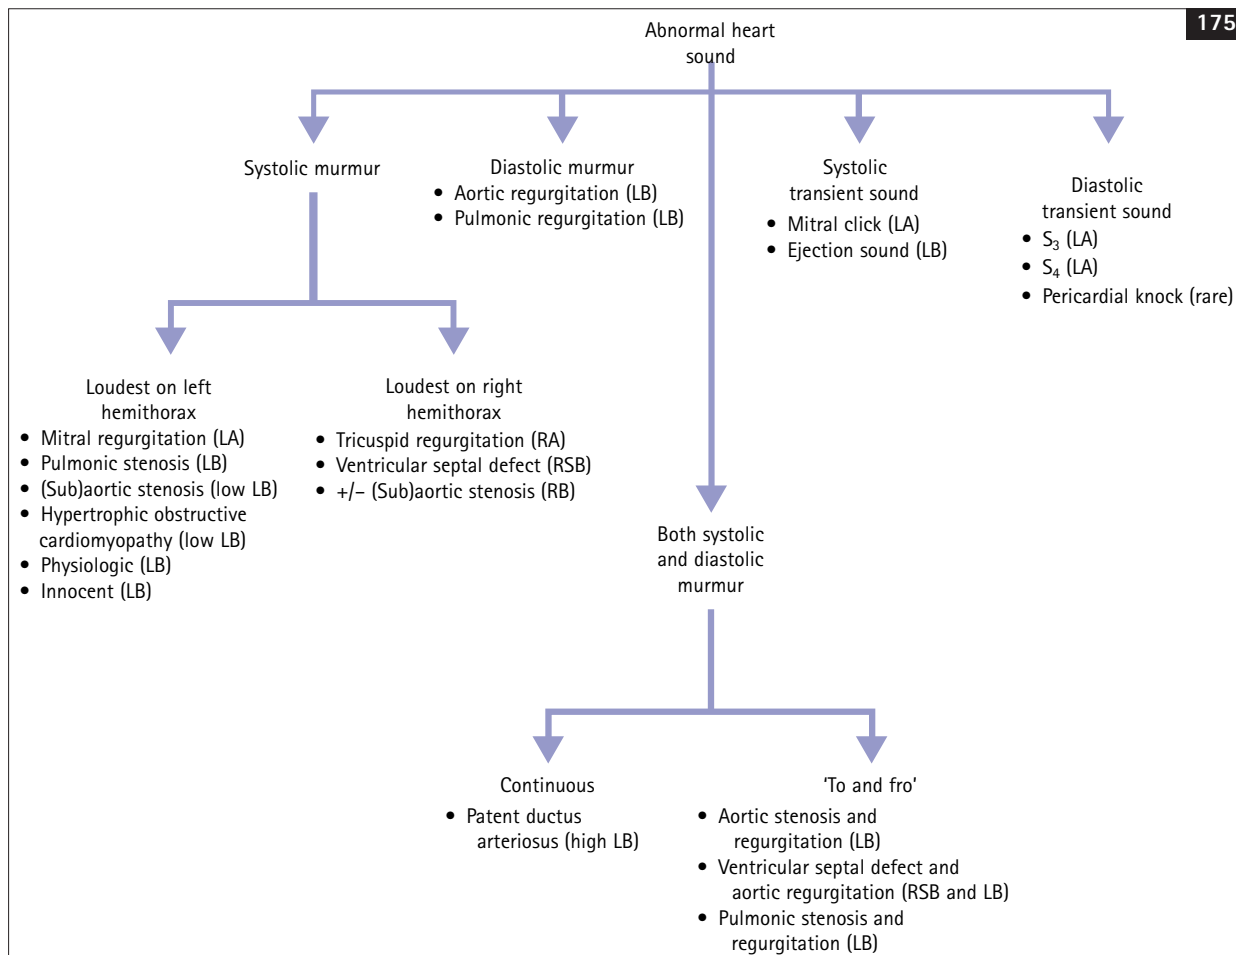 175
Abnormal heart
sound
Systolic murmur
Diastolic murmur
• Aortic regurgitation (LB)
• Pulmonic regurgitation (LB)
Systolic
transient sound
• Mitral click (LA)
• Ejection sound (LB)
Diastolic
transient sound
• S₃ (LA)
• S₄ (LA)
• Pericardial knock (rare)
Loudest on left
hemithorax
• Mitral regurgitation (LA)
• Pulmonic stenosis (LB)
• (Sub)aortic stenosis (low LB)
• Hypertrophic obstructive
cardiomyopathy (low LB)
• Physiologic (LB)
• Innocent (LB)
Loudest on right
hemithorax
• Tricuspid regurgitation (RA)
• Ventricular septal defect (RSB)
• +/– (Sub)aortic stenosis (RB)
Both systolic
and diastolic
murmur
Continuous
• Patent ductus
arteriosus (high LB)
'To and fro'
• Aortic stenosis and
regurgitation (LB)
• Ventricular septal defect and
aortic regurgitation (RSB and LB)
• Pulmonic stenosis and
regurgitation (LB)